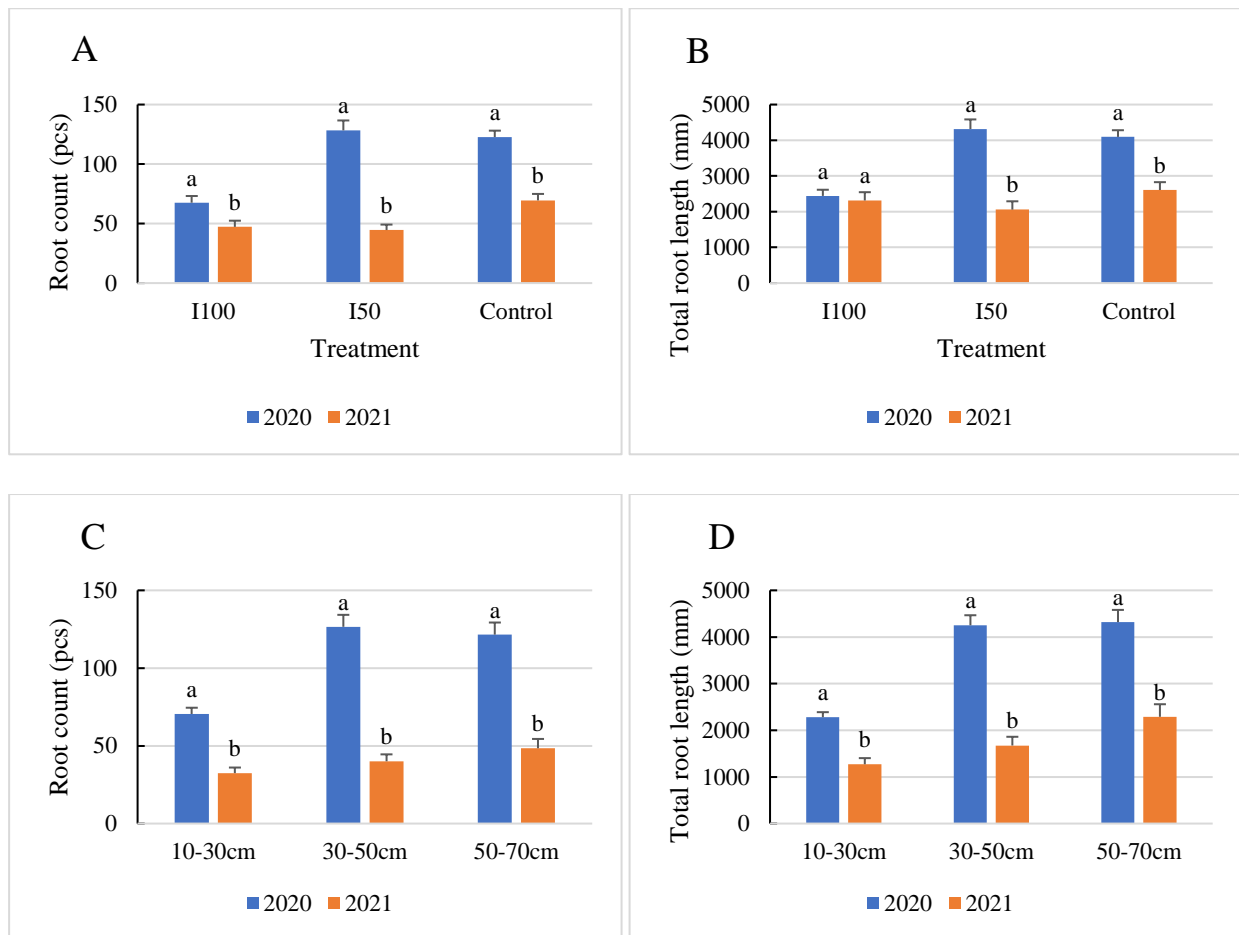 A
Root count (pcs)
150
100
50
0
a
b
a
b
a
b
I100 I50 Control
Treatment
2020 2021
B
Total root length (mm)
5000
4000
3000
2000
1000
0
a
a
a
b
a
b
I100 I50 Control
Treatment
2020 2021
C
Root count (pcs)
150
100
50
0
a
b
a
b
a
b
10-30cm 30-50cm 50-70cm
2020 2021
D
Total root length (mm)
5000
4000
3000
2000
1000
0
a
b
a
b
a
b
10-30cm 30-50cm 50-70cm
2020 2021